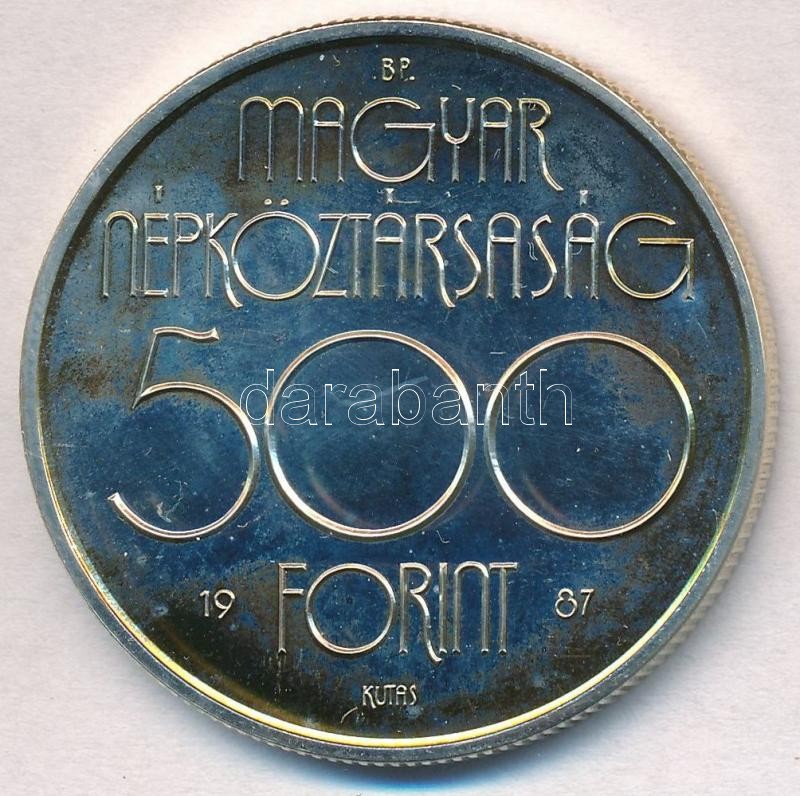 BP.
MAGYAR
NÉPKÖZTÁRSASÁG
500
darabanth
19 FORINT 87
KUTAS